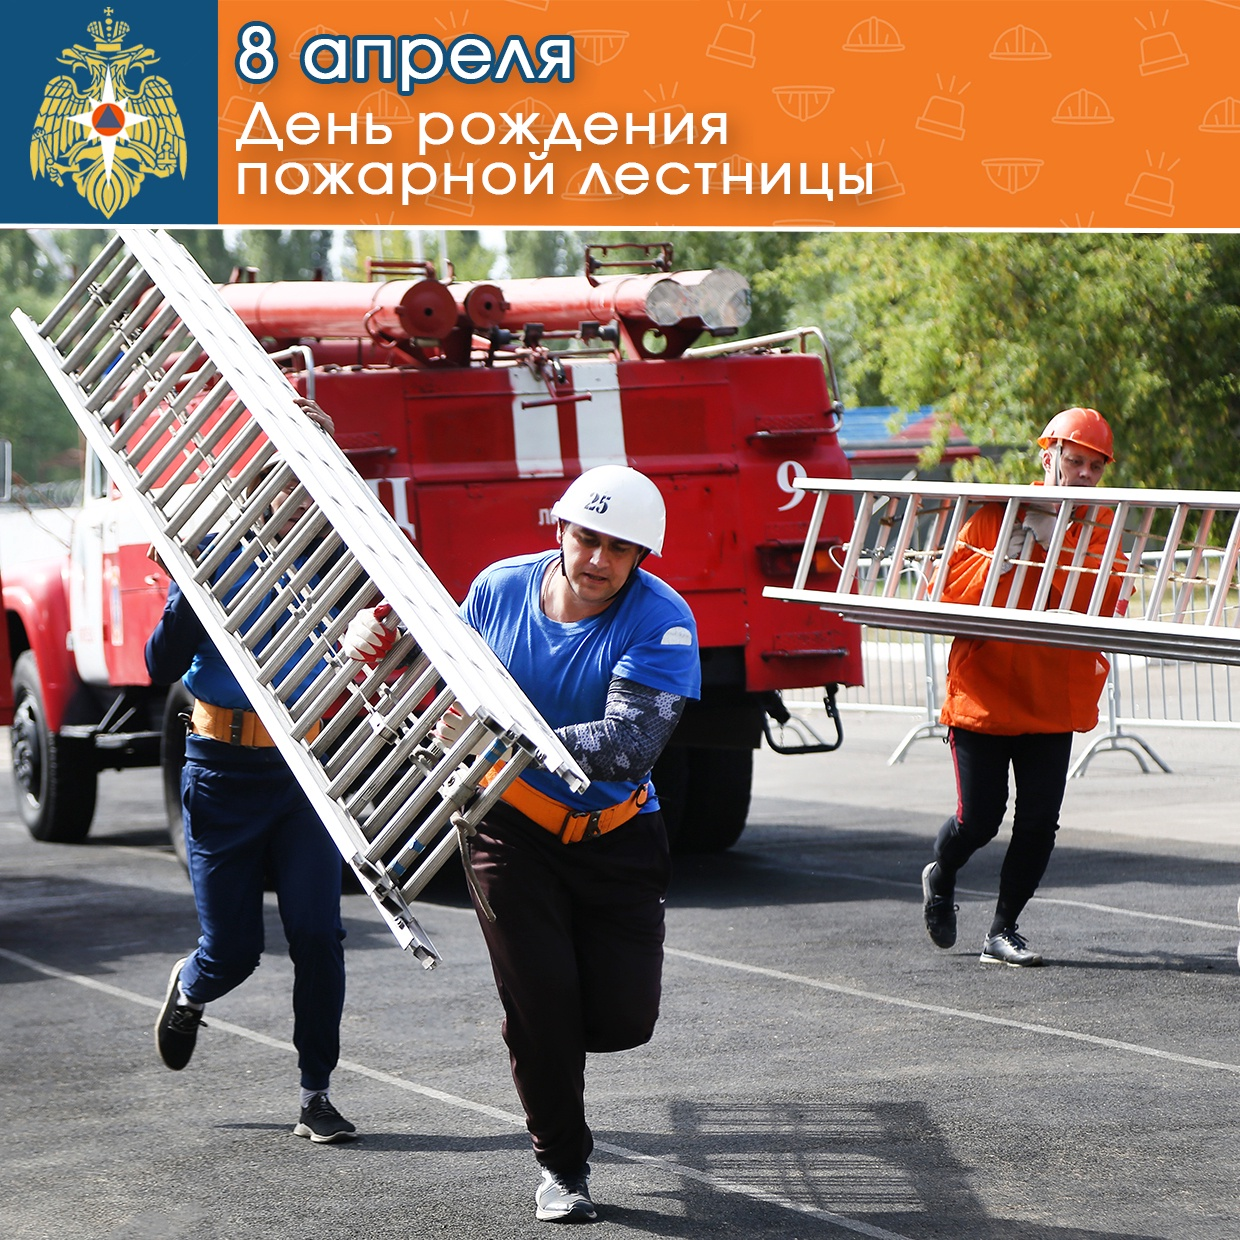 8 апреля
День рождения
пожарной лестницы
25
9